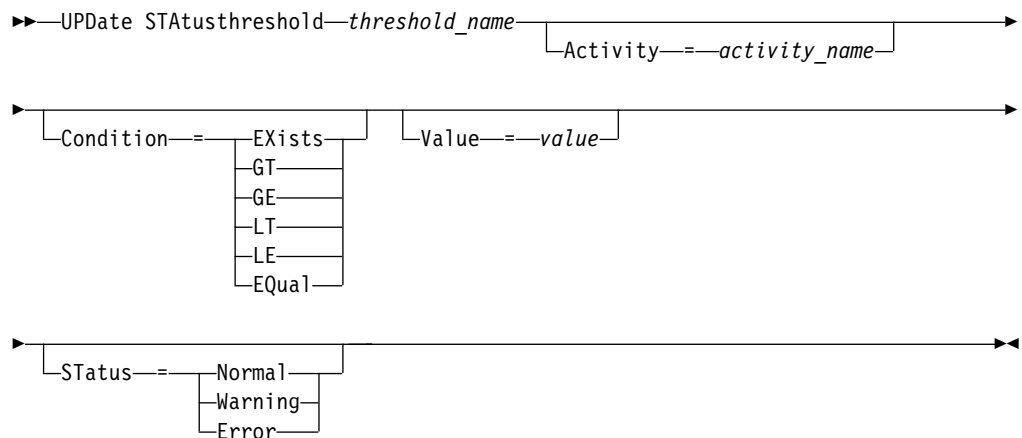 UPDate STAtusthreshold threshold_name
Activity = activity_name
Condition = EXists Value = value
GT
GE
LT
LE
EQual
STatus = Normal
Warning
Error